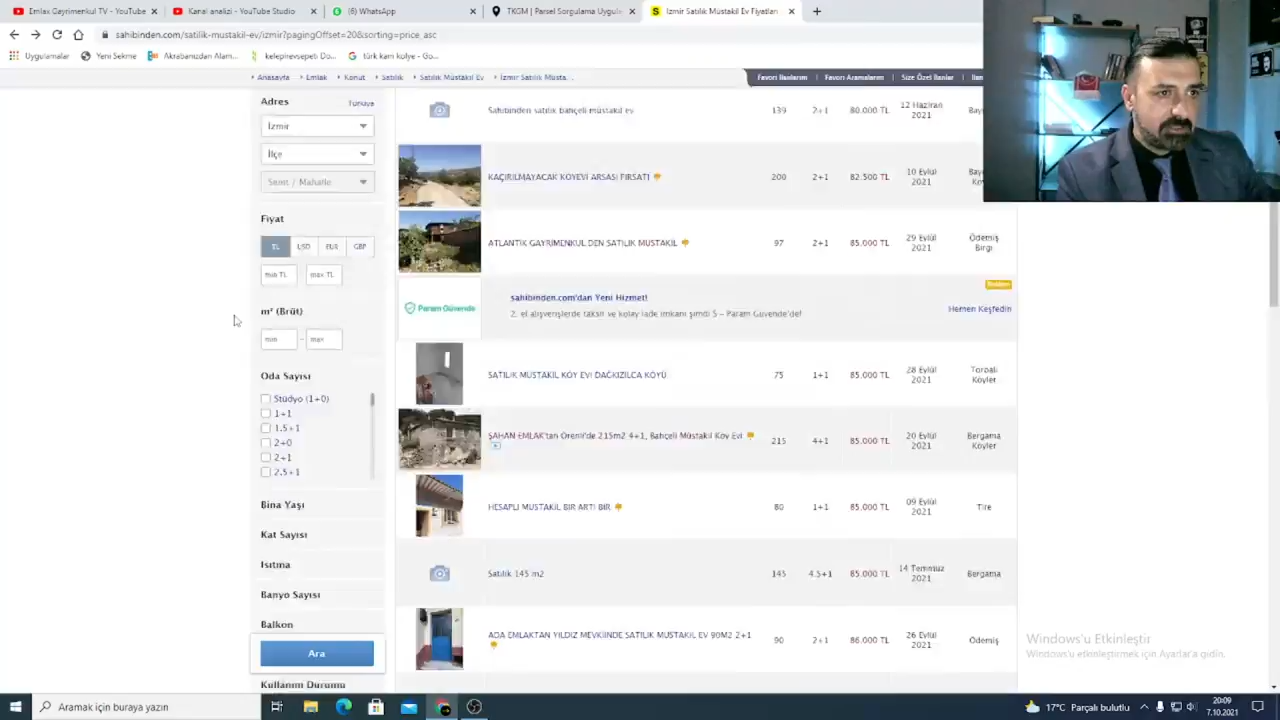 Emlax Gayrimenkul TV - YouTube
Kanal analizi - YouTube Studio
(6) WhatsApp
TKGM | Parsel Sorgulama Uygula
İzmir Satılık Müstakil Ev Fiyatları
sahibinden.com/satilik-mustakil-ev/izmir?pagingOffset=20&sorting=price_asc
Uygulamalar
Yeni Sekme
Akrabanızdan Alam...
kelepirevsepeti Do...
türk kani kolye - Go...
Anasayfa
Emlak
Konut
Satılık
Satılık Müstakil Ev
İzmir Satılık Müsta...
Favori İlanlarım
Favori Aramalarım
Size Özel İlanlar
Adres
Türkiye
İzmir
İlçe
Semt / Mahalle
Fiyat
TL USD EUR GBP
min TL max TL
m² (Brüt)
min - max
Oda Sayısı
Stüdyo (1+0)
1+1
1.5+1
2+0
2+1
2.5+1
Bina Yaşı
Kat Sayısı
Isıtma
Banyo Sayısı
Balkon
Ara
Kullanım Durumu
Sahibinden satılık bahçeli müstakil ev 139 2+1 80.000 TL 12 Haziran 2021
KAÇIRILMAYACAK KÖYEVİ ARSASI FIRSATI 200 2+1 82.500 TL 10 Eylül 2021
ATLANTİK GAYRİMENKUL DEN SATILIK MÜSTAKİL 97 2+1 85.000 TL 29 Eylül 2021 Ödemiş Birgi
Reklam
Param Güvende
sahibinden.com'dan Yeni Hizmet!
2. el alışverişlerde taksit ve kolay iade imkanı şimdi S - Param Güvende'de!
Hemen Keşfedin
SATILIK MÜSTAKİL KÖY EVİ DAĞKIZILCA KÖYÜ 75 1+1 85.000 TL 28 Eylül 2021 Torbalı Köyler
ŞAHAN EMLAK'tan Örenli'de 215m2 4+1, Bahçeli Müstakil Köy Evi 215 4+1 85.000 TL 20 Eylül 2021 Bergama Köyler
HESAPLI MÜSTAKİL BİR ARTI BİR 80 1+1 85.000 TL 09 Eylül 2021 Tire
Satılık 145 m2 145 4.5+1 85.000 TL 14 Temmuz 2021 Bergama
ADA EMLAKTAN YILDIZ MEVKİİNDE SATILIK MÜSTAKİL EV 90M2 2+1 90 2+1 86.000 TL 26 Eylül 2021 Ödemiş
Windows'u Etkinleştir
Windows'u etkinleştirmek için Ayarlar'a gidin.
Aramak için buraya yazın
17°C Parçalı bulutlu
20:09
7.10.2021